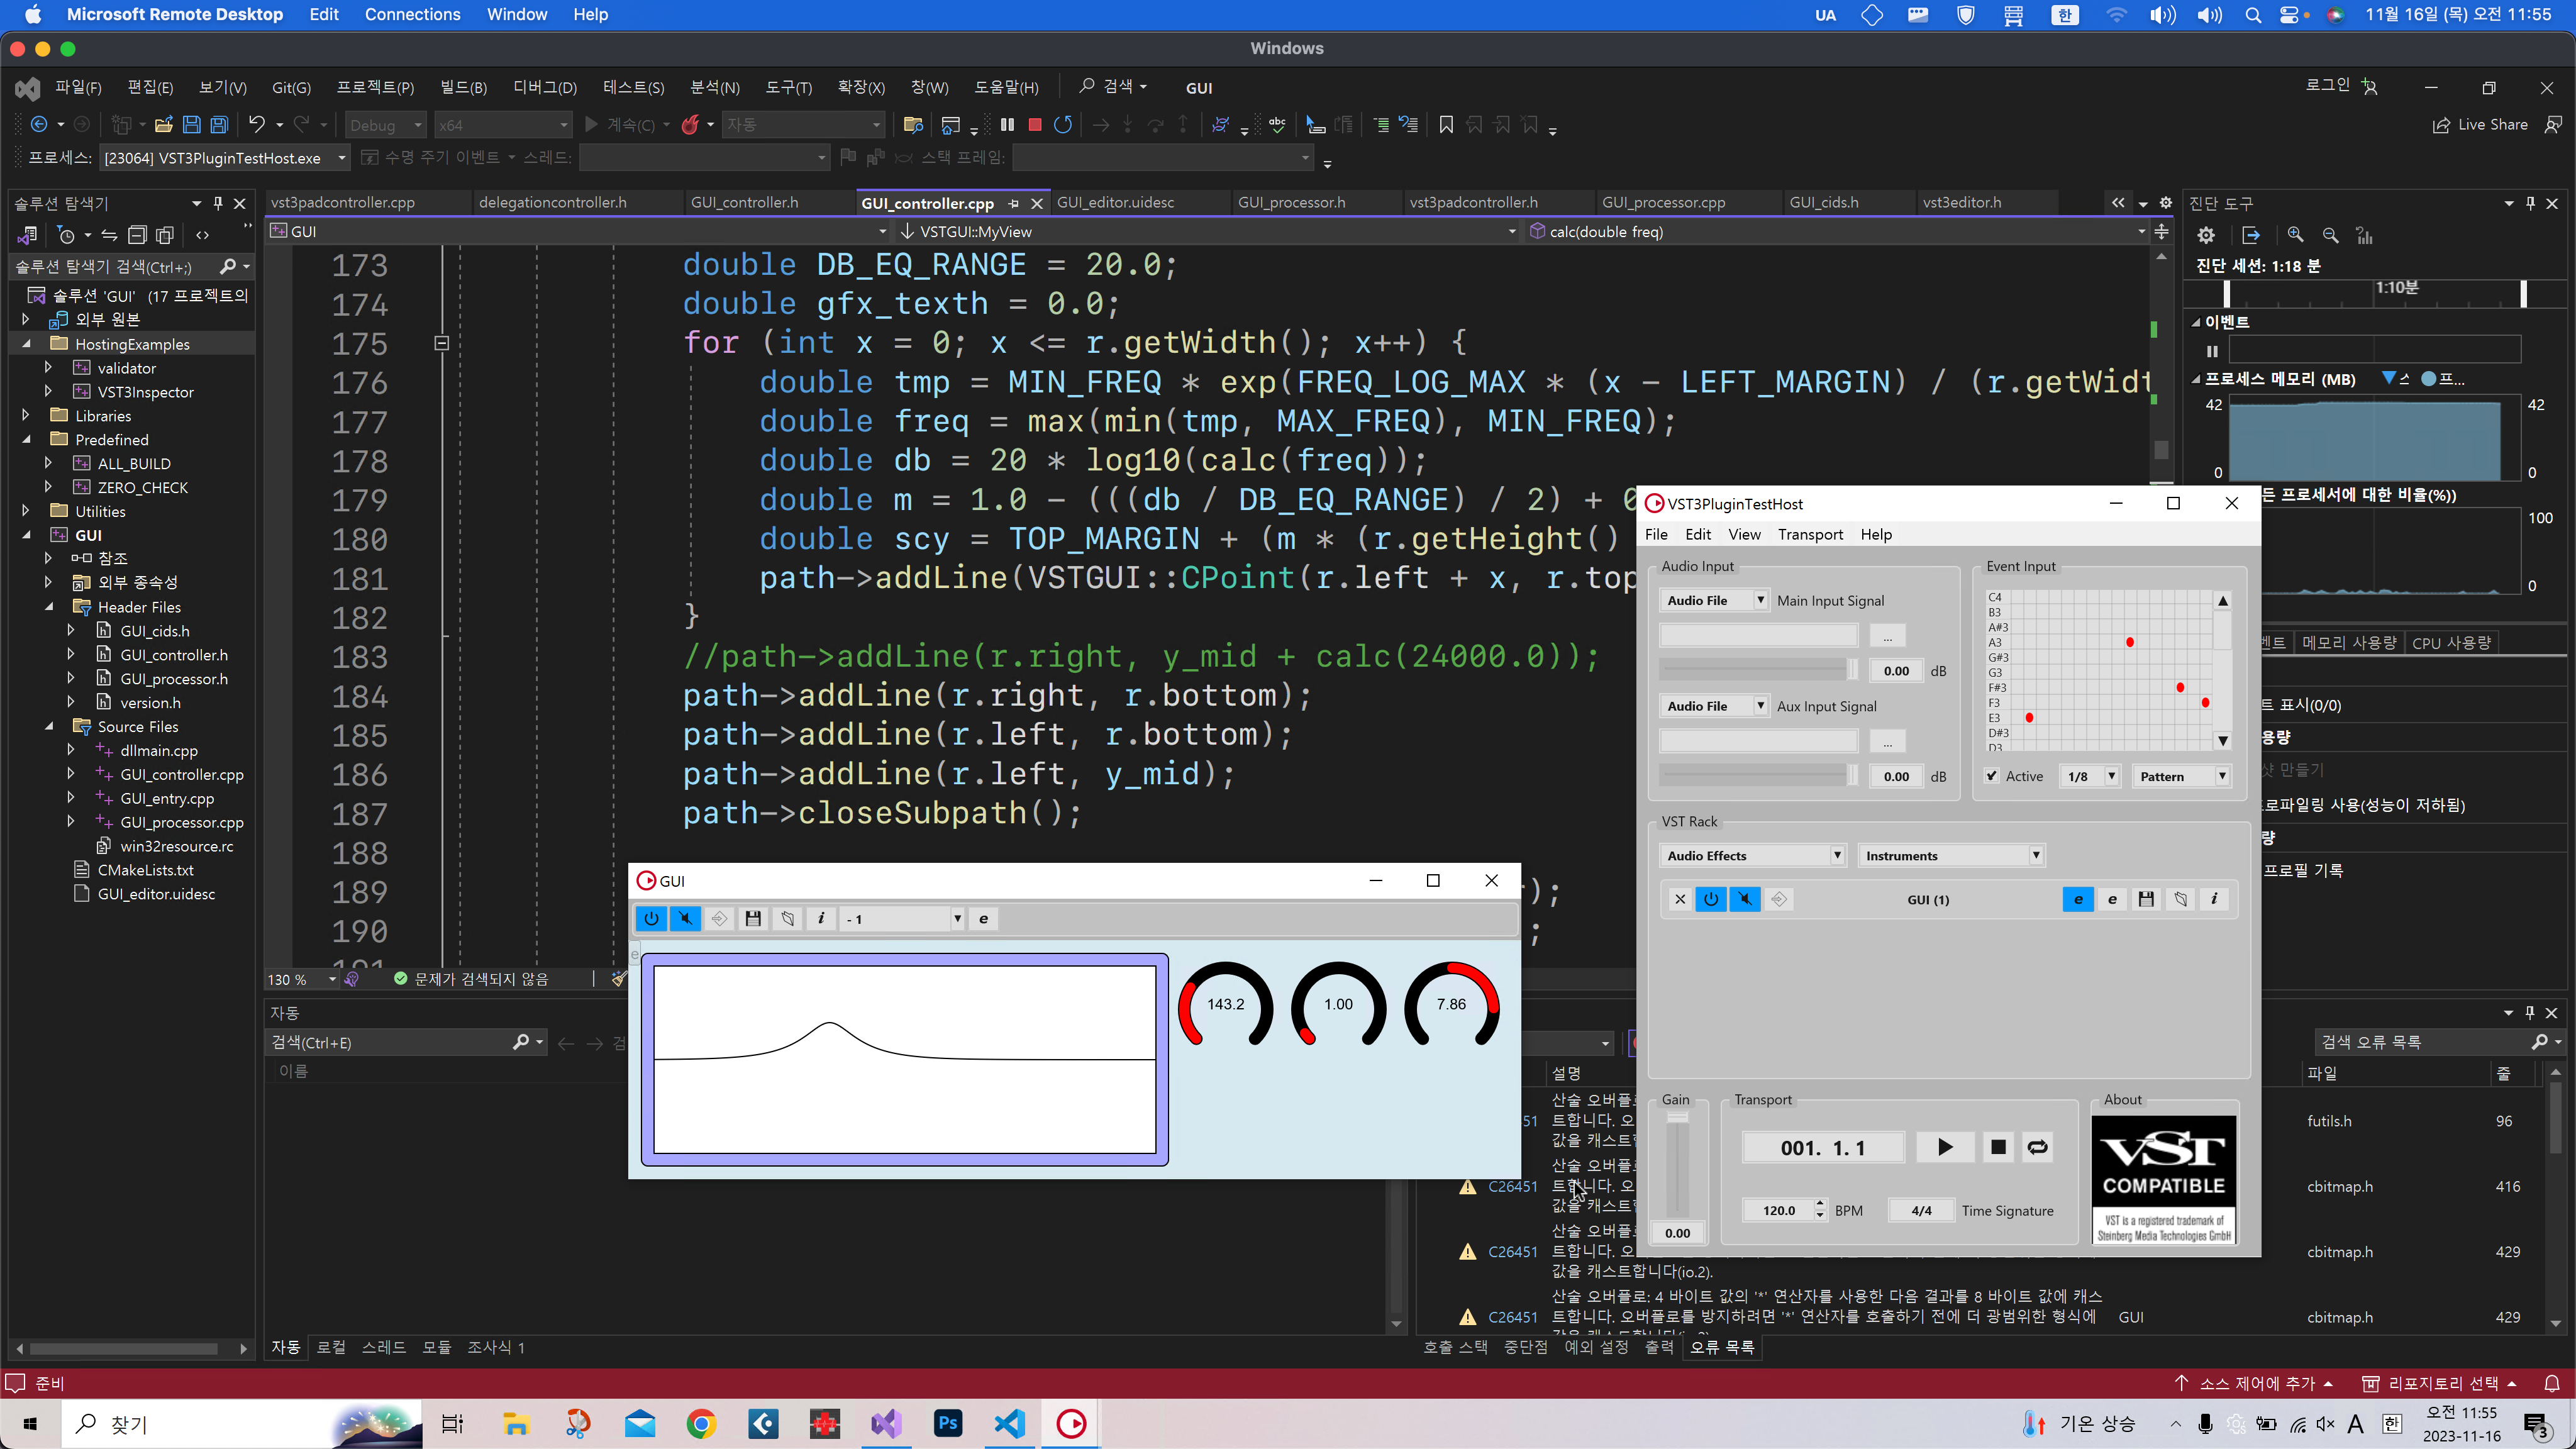 Microsoft Remote Desktop Edit Connections Window Help
UA 한 11월 16일 (목) 오전 11:55
Windows
파일(F) 편집(E) 보기(V) Git(G) 프로젝트(P) 빌드(B) 디버그(D) 테스트(S) 분석(N) 도구(T) 확장(X) 창(W) 도움말(H) 검색 GUI 로그인
Debug x64 계속(C) 자동 Live Share
프로세스: [23064] VST3PluginTestHost.exe 수명 주기 이벤트 스레드: 스택 프레임:
솔루션 탐색기
솔루션 탐색기 검색(Ctrl+;)
솔루션 'GUI' (17 프로젝트의
외부 원본
HostingExamples
validator
VST3Inspector
Libraries
Predefined
ALL_BUILD
ZERO_CHECK
Utilities
GUI
참조
외부 종속성
Header Files
GUI_cids.h
GUI_controller.h
GUI_processor.h
version.h
Source Files
dllmain.cpp
GUI_controller.cpp
GUI_entry.cpp
GUI_processor.cpp
win32resource.rc
CMakeLists.txt
GUI_editor.uidesc
vst3padcontroller.cpp delegationcontroller.h GUI_controller.h GUI_controller.cpp GUI_editor.uidesc GUI_processor.h vst3padcontroller.h GUI_processor.cpp GUI_cids.h vst3editor.h
GUI VSTGUI::MyView calc(double freq)
173 double DB_EQ_RANGE = 20.0;
174 double gfx_texth = 0.0;
175 for (int x = 0; x <= r.getWidth(); x++) {
176 double tmp = MIN_FREQ * exp(FREQ_LOG_MAX * (x - LEFT_MARGIN) / (r.getWidt
177 double freq = max(min(tmp, MAX_FREQ), MIN_FREQ);
178 double db = 20 * log10(calc(freq));
179 double m = 1.0 - (((db / DB_EQ_RANGE) / 2) + 0
180 double scy = TOP_MARGIN + (m * (r.getHeight()
181 path->addLine(VSTGUI::CPoint(r.left + x, r.top
182 }
183 //path->addLine(r.right, y_mid + calc(24000.0));
184 path->addLine(r.right, r.bottom);
185 path->addLine(r.left, r.bottom);
186 path->addLine(r.left, y_mid);
187 path->closeSubpath();
188
189 );
190 ;
130 % 문제가 검색되지 않음
자동
검색(Ctrl+E)
이름
자동 로컬 스레드 모듈 조사식 1
GUI
i - 1 e
e
143.2 1.00 7.86
VST3PluginTestHost
File Edit View Transport Help
Audio Input
Audio File Main Input Signal
...
0.00 dB
Audio File Aux Input Signal
...
0.00 dB
Event Input
C4
B3
A#3
A3
G#3
G3
F#3
F3
E3
D#3
D3
Active 1/8 Pattern
VST Rack
Audio Effects Instruments
GUI (1) e e i
Gain
0.00
Transport
001. 1. 1
120.0 BPM 4/4 Time Signature
About
VST
COMPATIBLE
VST is a registered trademark of
Steinberg Media Technologies GmbH
진단 도구
진단 세션: 1:18 분
1:10분
이벤트
프로세스 메모리 (MB) 프...
42 42
0 0
든 프로세서에 대한 비율(%))
100
0
메모리 사용량 CPU 사용량
트 표시(0/0)
용량
샷 만들기
로파일링 사용(성능이 저하됨)
프로필 기록
검색 오류 목록
설명 파일 줄
산술 오버플로
51 트합니다. 오 futils.h 96
값을 캐스트합
산술 오버플로
C26451 트합니다. 오 cbitmap.h 416
값을 캐스트합
산술 오버플로
C26451 트합니다. cbitmap.h 429
값을 캐스트합니다(io.2).
산술 오버플로: 4 바이트 값의 '*' 연산자를 사용한 다음 결과를 8 바이트 값에 캐스
C26451 트합니다. 오버플로를 방지하려면 '*' 연산자를 호출하기 전에 더 광범위한 형식에 GUI cbitmap.h 429
호출 스택 중단점 예외 설정 출력 오류 목록
준비 소스 제어에 추가 리포지토리 선택
찾기 Ps 기온 상승 A 한 오전 11:55
2023-11-16 3